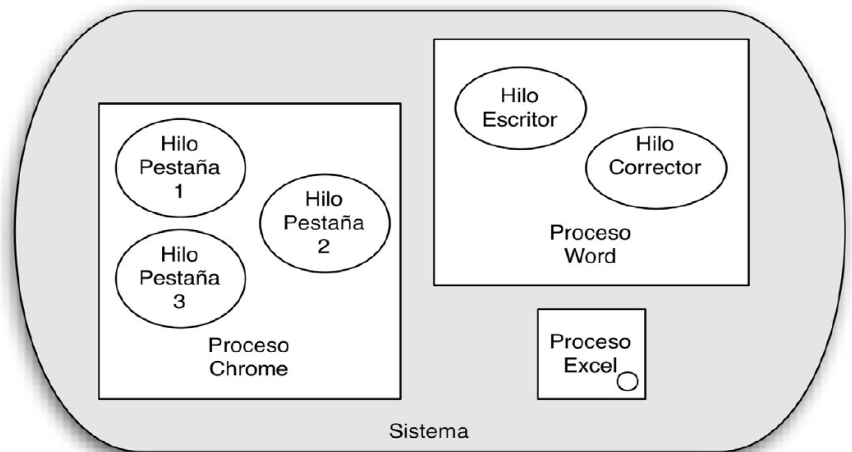 Hilo
Pestaña
1
Hilo
Pestaña
2
Hilo
Pestaña
3
Proceso
Chrome
Hilo
Escritor
Hilo
Corrector
Proceso
Word
Proceso
Excel
Sistema